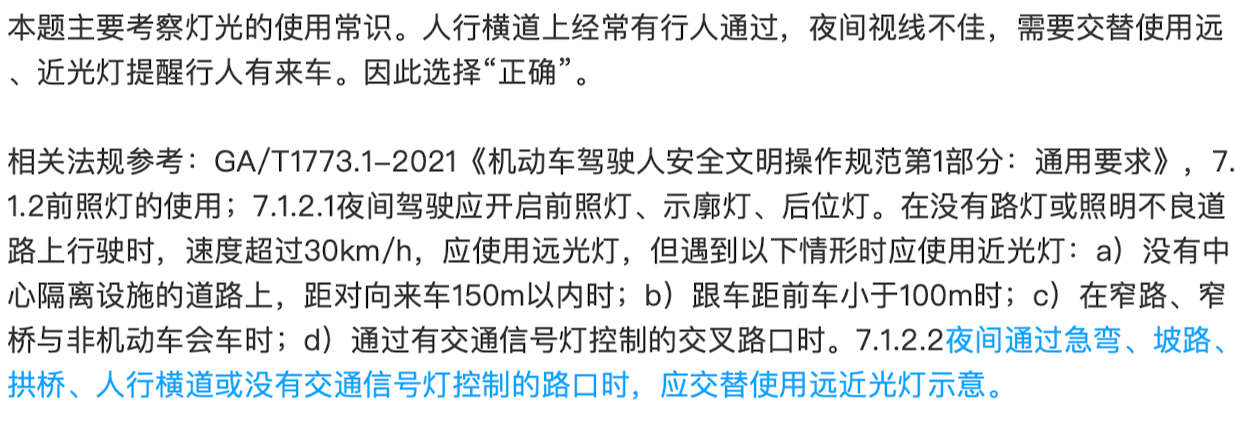 本题主要考察灯光的使用常识。人行横道上经常有行人通过，夜间视线不佳，需要交替使用远
、近光灯提醒行人有来车。因此选择“正确”。
相关法规参考：GA/T1773.1-2021《机动车驾驶人安全文明操作规范第1部分：通用要求》，7.
1.2前照灯的使用；7.1.2.1夜间驾驶应开启前照灯、示廓灯、后位灯。在没有路灯或照明不良道
路上行驶时，速度超过30km/h，应使用远光灯，但遇到以下情形时应使用近光灯：a）没有中
心隔离设施的道路上，距对向来车150m以内时；b）跟车距前车小于100m时；c）在窄路、窄
桥与非机动车会车时；d）通过有交通信号灯控制的交叉路口时。7.1.2.2夜间通过急弯、坡路、
拱桥、人行横道或没有交通信号灯控制的路口时，应交替使用远近光灯示意。